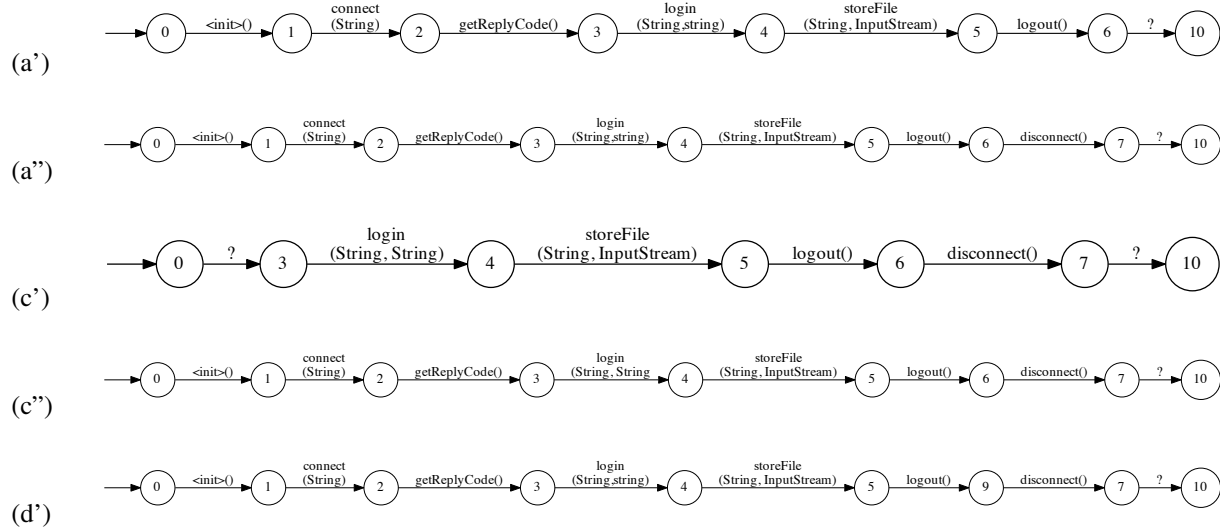 <init>() connect (String) getReplyCode() login (String,string) storeFile (String, InputStream) logout() ?
0 1 2 3 4 5 6 10
(a’)
<init>() connect (String) getReplyCode() login (String,string) storeFile (String, InputStream) logout() disconnect() ?
0 1 2 3 4 5 6 7 10
(a”)
? login (String, String) storeFile (String, InputStream) logout() disconnect() ?
0 3 4 5 6 7 10
(c’)
<init>() connect (String) getReplyCode() login (String, String storeFile (String, InputStream) logout() disconnect() ?
0 1 2 3 4 5 6 7 10
(c”)
<init>() connect (String) getReplyCode() login (String,string) storeFile (String, InputStream) logout() disconnect() ?
0 1 2 3 4 5 9 7 10
(d’)